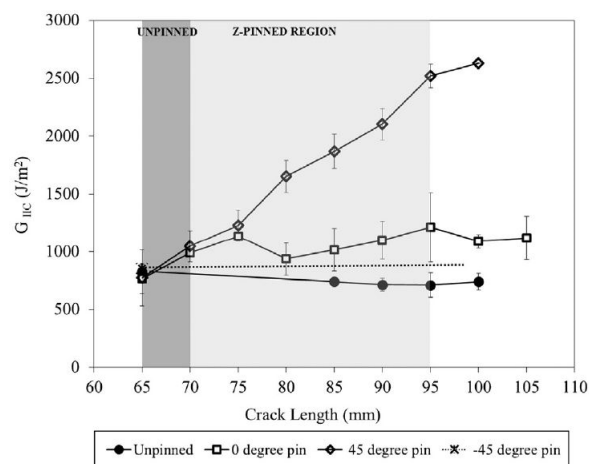 UNPINNED Z-PINNED REGION
3000
2500
2000
1500
1000
500
0
G IIC (J/m²)
60 65 70 75 80 85 90 95 100 105 110
Crack Length (mm)
Unpinned 0 degree pin 45 degree pin -45 degree pin